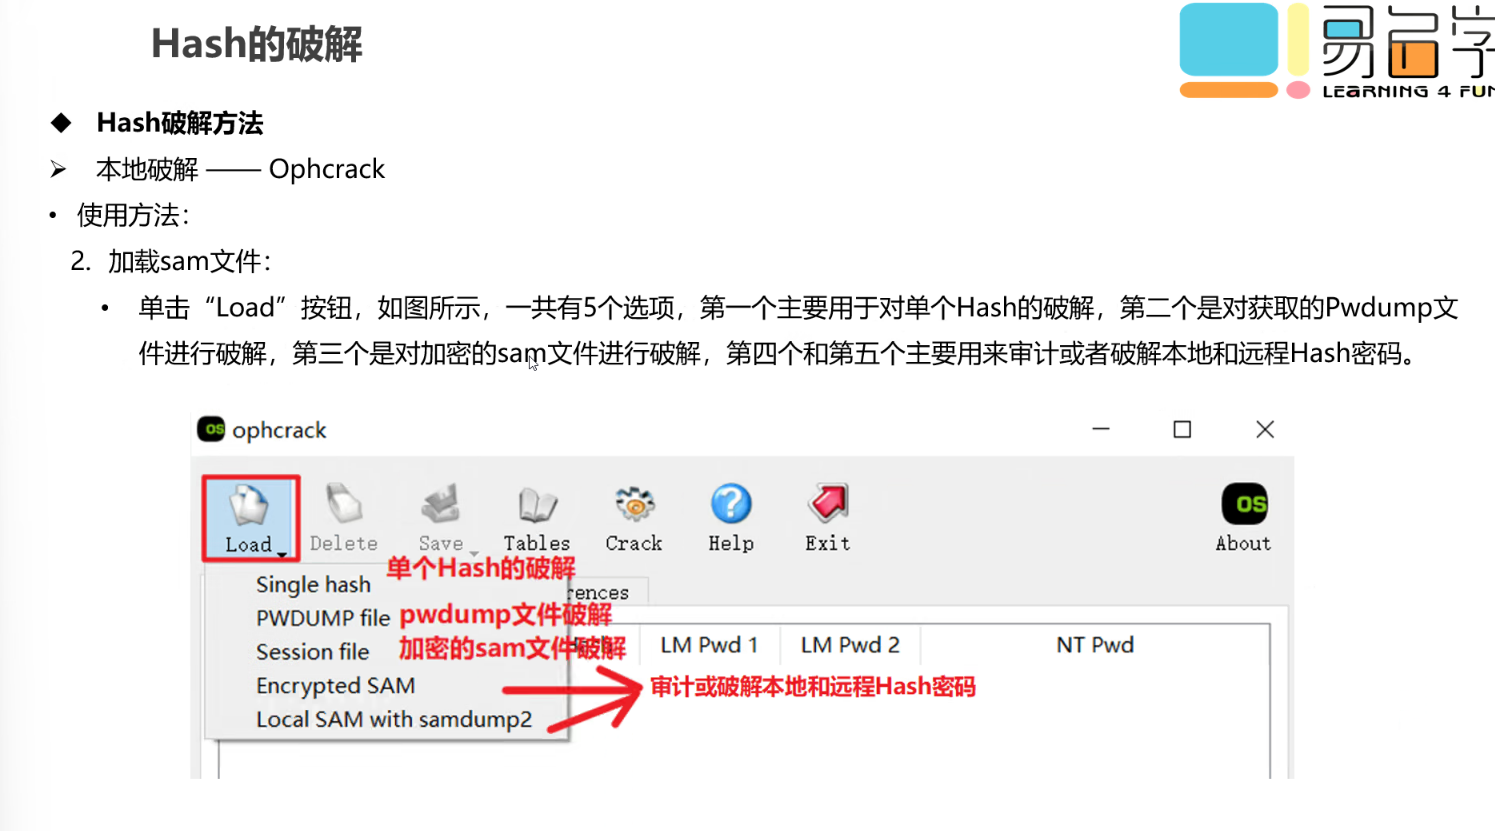 Hash的破解
易百学
LEARNING 4 FUN
◆ Hash破解方法
➢ 本地破解 —— Ophcrack
• 使用方法：
2. 加载sam文件：
• 单击“Load”按钮，如图所示，一共有5个选项，第一个主要用于对单个Hash的破解，第二个是对获取的Pwdump文
件进行破解，第三个是对加密的sam文件进行破解，第四个和第五个主要用来审计或者破解本地和远程Hash密码。
OS ophcrack
Load Delete Save Tables Crack Help Exit OS About
单个Hash的破解
Single hash
rences
PWDUMP file pwdump文件破解
Session file 加密的sam文件破解
LM Pwd 1 LM Pwd 2 NT Pwd
Encrypted SAM 审计或破解本地和远程Hash密码
Local SAM with samdump2